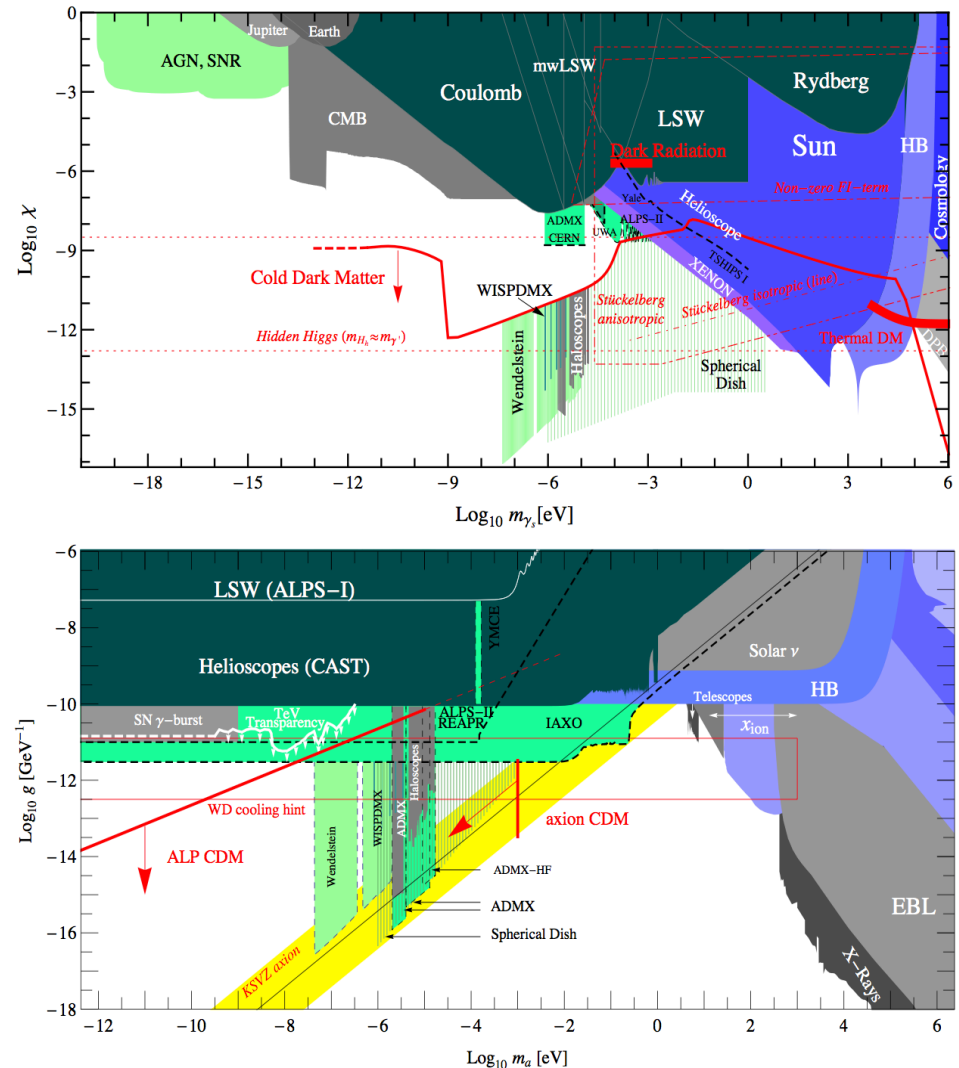 0
−3
−6
−9
−12
−15
Log₁₀ χ
Jupiter
Earth
AGN, SNR
CMB
Coulomb
mwLSW
LSW
Rydberg
Sun
HB
Cosmology
Dark Radiation
Non-zero FI-term
Yale
Helioscope
ADMX
CERN
UWA
ALPS-II
TSHIPS I
XENON
Cold Dark Matter
WISPDMX
Stückelberg
anisotropic
Stückelberg isotropic (line)
Hidden Higgs (m_Hh≈m_γ')
Thermal DM
Wendelstein
Haloscopes
Spherical
Dish
−18
−15
−12
−9
−6
−3
0
3
6
Log₁₀ m_γs[eV]
−6
−8
−10
−12
−14
−16
−18
Log₁₀ g [GeV⁻¹]
LSW (ALPS−I)
YMCE
Helioscopes (CAST)
Solar ν
HB
Telescopes
x_ion
SN γ−burst
TeV
Transparency
ALPS−II
REAPR
IAXO
Haloscopes
WD cooling hint
axion CDM
ALP CDM
Wendelstein
WISPDMX
ADMX
ADMX−HF
ADMX
Spherical Dish
KSVZ axion
EBL
X−Rays
−12
−10
−8
−6
−4
−2
0
2
4
6
Log₁₀ m_a [eV]